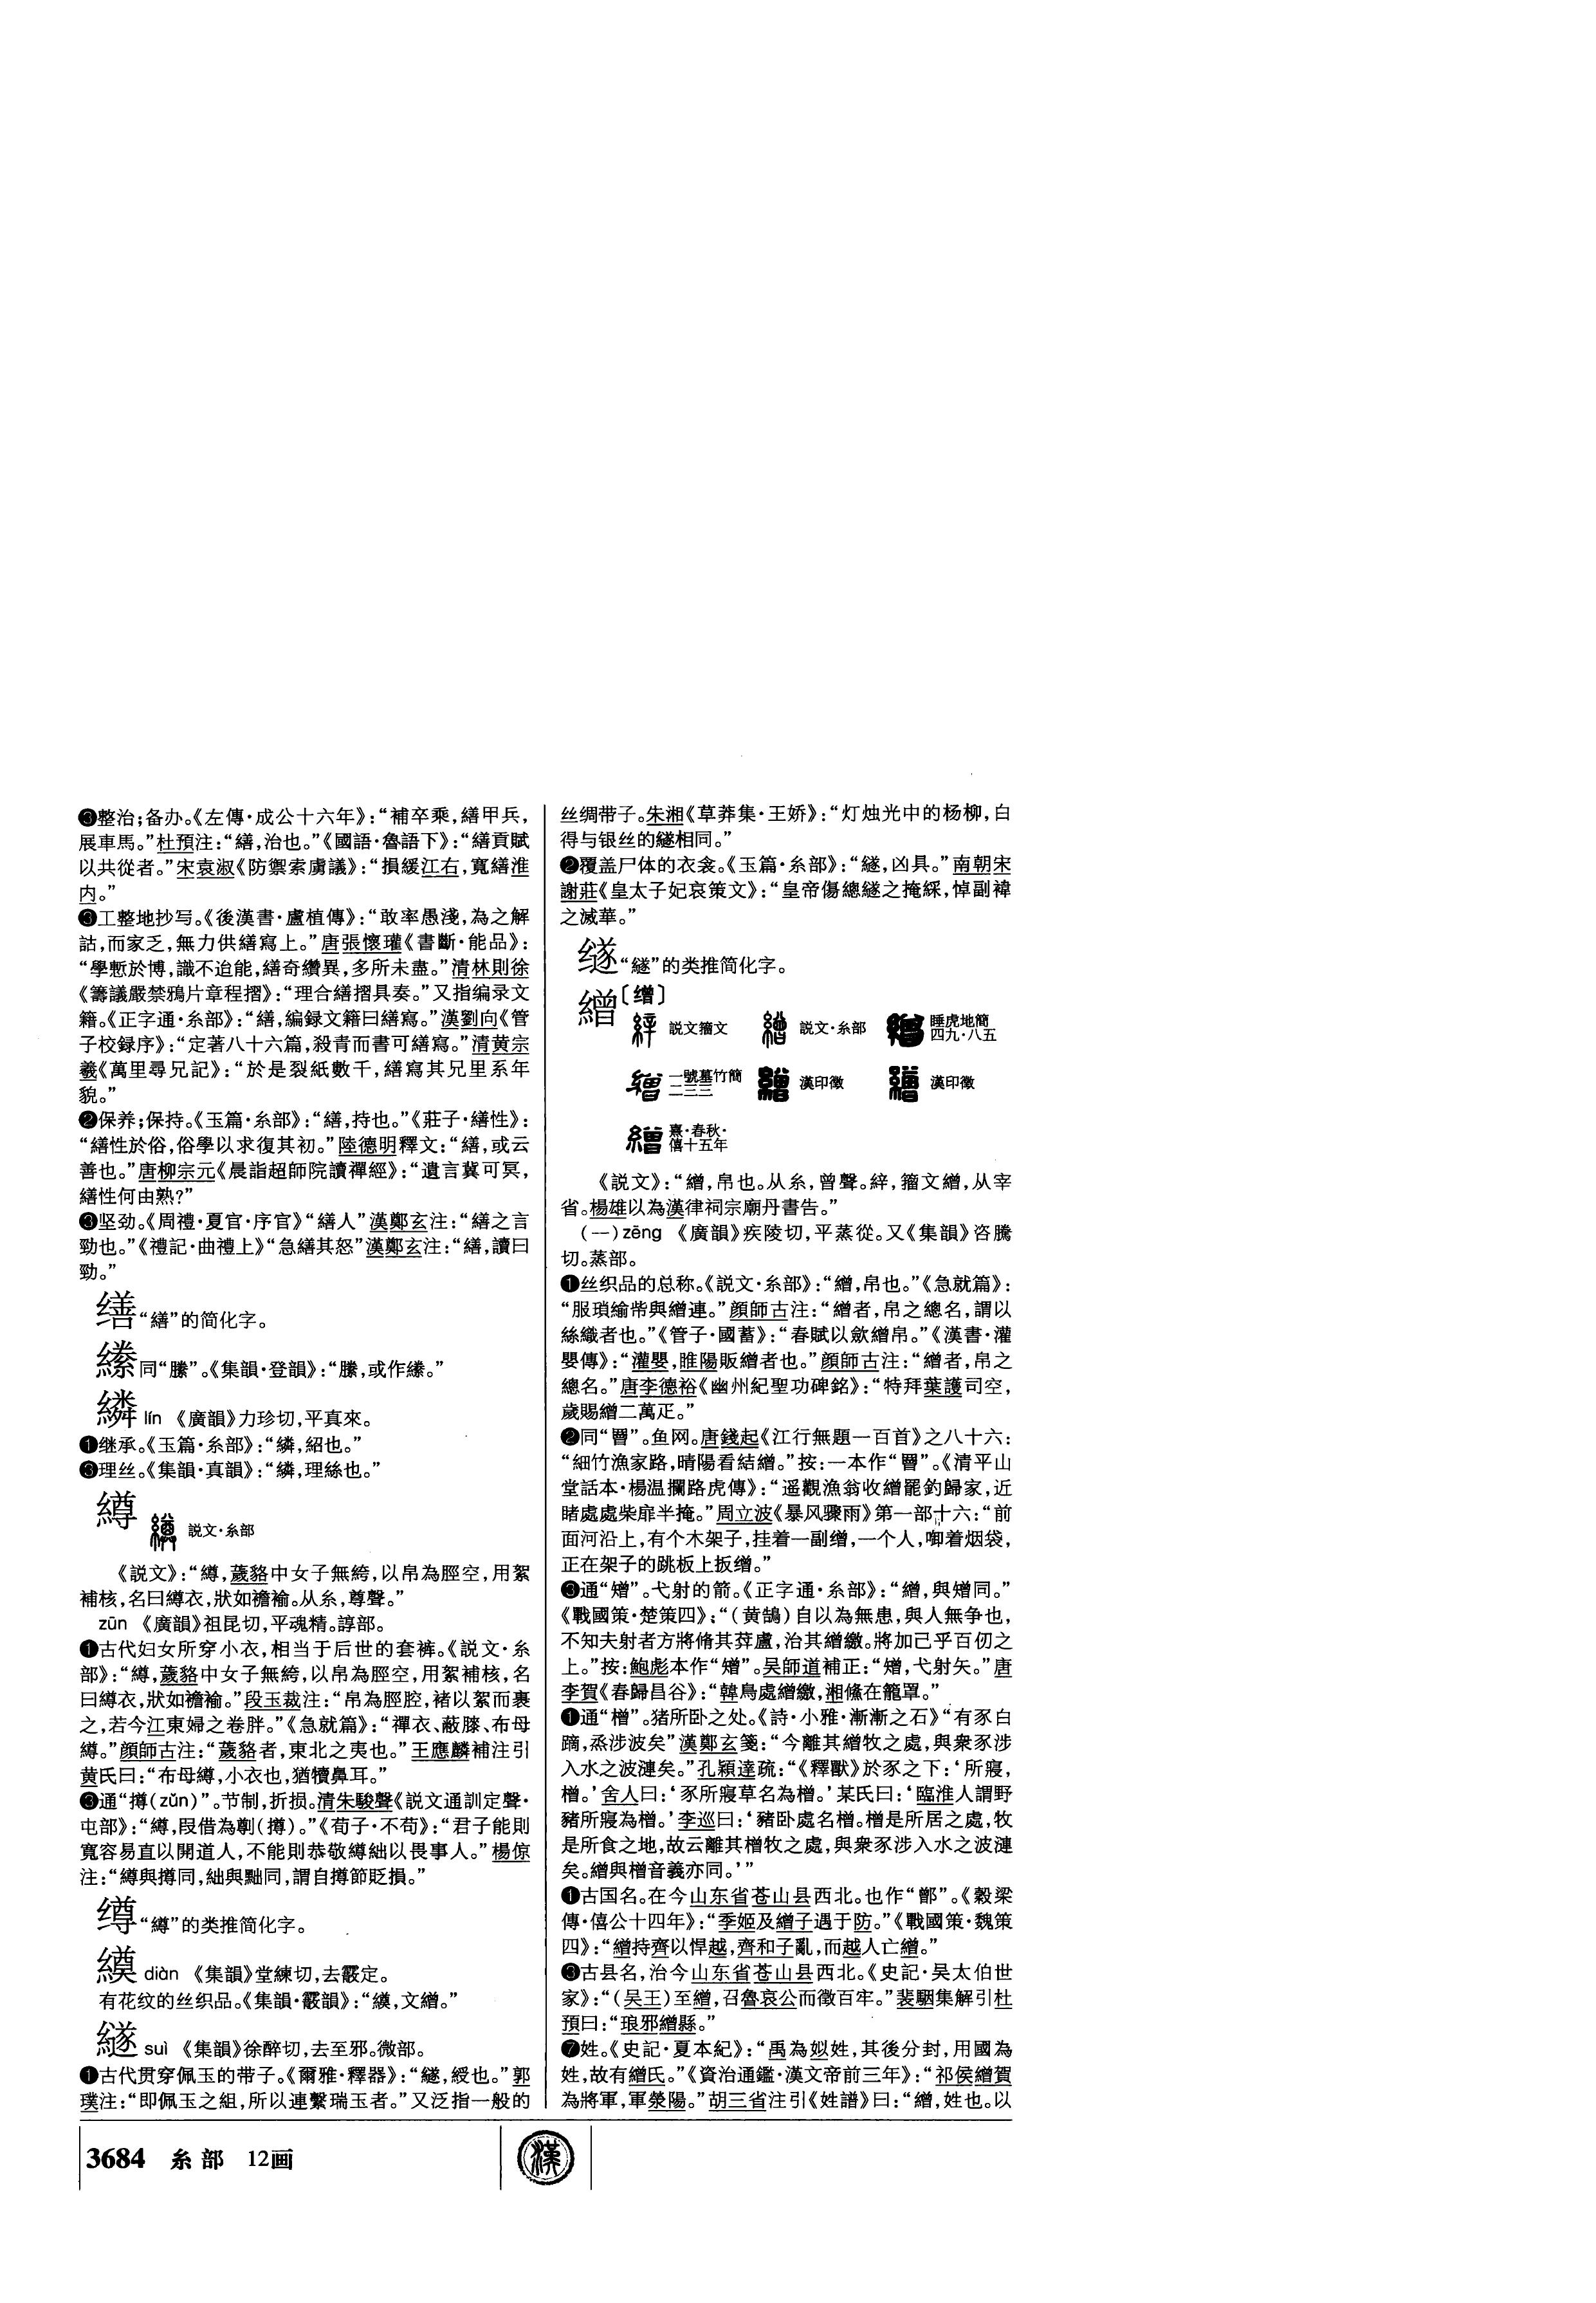 ❸整治;备办。《左傳·成公十六年》:“補卒乘,繕甲兵,
展車馬。”杜預注:“繕,治也。”《國語·魯語下》:“繕貢賦
以共從者。”宋袁淑《防禦索虜議》:“損緩江右,寬繕淮
内。”
❸工整地抄写。《後漢書·盧植傳》:“敢率愚淺,為之解
詁,而家乏,無力供繕寫上。”唐張懷瓘《書斷·能品》:
“學慙於博,識不迨能,繕奇纘異,多所未盡。”清林則徐
《籌議嚴禁鴉片章程摺》:“理合繕摺具奏。”又指编录文
籍。《正字通·糸部》:“繕,編録文籍曰繕寫。”漢劉向《管
子校録序》:“定著八十六篇,殺青而書可繕寫。”清黄宗
羲《萬里尋兄記》:“於是裂紙數千,繕寫其兄里系年
貌。”
❷保养;保持。《玉篇·糸部》:“繕,持也。”《莊子·繕性》:
“繕性於俗,俗學以求復其初。”陸德明釋文:“繕,或云
善也。”唐柳宗元《晨詣超師院讀禪經》:“遺言冀可冥,
繕性何由熟?”
❸坚劲。《周禮·夏官·序官》“繕人”漢鄭玄注:“繕之言
勁也。”《禮記·曲禮上》“急繕其怒”漢鄭玄注:“繕,讀曰
勁。”
缮“繕”的简化字。
同“縢”。《集韻·登韻》:“縢,或作。”
繗 lín 《廣韻》力珍切,平真來。
❶继承。《玉篇·糸部》:“繗,紹也。”
❸理丝。《集韻·真韻》:“繗,理絲也。”
繜 説文·糸部
《説文》:“繜,薉貉中女子無絝,以帛為脛空,用絮
補核,名曰繜衣,狀如襜褕。从糸,尊聲。”
zūn 《廣韻》祖昆切,平魂精。諄部。
❶古代妇女所穿小衣,相当于后世的套裤。《説文·糸
部》:“繜,薉貉中女子無絝,以帛為脛空,用絮補核,名
曰繜衣,狀如襜褕。”段玉裁注:“帛為脛腔,褚以絮而裹
之,若今江東婦之卷胖。”《急就篇》:“襌衣、蔽膝、布母
繜。”顔師古注:“薉貉者,東北之夷也。”王應麟補注引
黄氏曰:“布母繜,小衣也,猶犢鼻耳。”
❸通“撙(zǔn)”。节制,折损。清朱駿聲《説文通訓定聲·
屯部》:“繜,叚借為剸(撙)。”《荀子·不苟》:“君子能則
寬容易直以開道人,不能則恭敬繜絀以畏事人。”楊倞
注:“繜與撙同,絀與黜同,謂自撙節貶損。”
“繜”的类推简化字。
diàn 《集韻》堂練切,去霰定。
有花纹的丝织品。《集韻·霰韻》:“,文繒。”
繸 suì 《集韻》徐醉切,去至邪。微部。
❶古代贯穿佩玉的带子。《爾雅·釋器》:“繸,綬也。”郭
璞注:“即佩玉之組,所以連繫瑞玉者。”又泛指一般的
丝绸带子。朱湘《草莽集·王娇》:“灯烛光中的杨柳,白
得与银丝的繸相同。”
❷覆盖尸体的衣衾。《玉篇·糸部》:“繸,凶具。”南朝宋
謝莊《皇太子妃哀策文》:“皇帝傷總繸之掩綵,悼副褘
之滅華。”
“繸”的类推简化字。
繒〔缯〕
説文籀文 説文·糸部 睡虎地簡四九·八五
一號墓竹簡二三三 漢印徵 漢印徵
熹·春秋·僖十五年
《説文》:“繒,帛也。从糸,曾聲。縡,籀文繒,从宰
省。楊雄以為漢律祠宗廟丹書告。”
(一)zēng 《廣韻》疾陵切,平蒸從。又《集韻》咨騰
切。蒸部。
❶丝织品的总称。《説文·糸部》:“繒,帛也。”《急就篇》:
“服瑣緰㡜與繒連。”顔師古注:“繒者,帛之總名,謂以
絲織者也。”《管子·國蓄》:“春賦以斂繒帛。”《漢書·灌
嬰傳》:“灌嬰,睢陽販繒者也。”顔師古注:“繒者,帛之
總名。”唐李德裕《幽州紀聖功碑銘》:“特拜葉護司空,
歲賜繒二萬疋。”
❷同“罾”。鱼网。唐錢起《江行無題一百首》之八十六:
“細竹漁家路,晴陽看結繒。”按:一本作“罾”。《清平山
堂話本·楊温攔路虎傳》:“遥觀漁翁收繒罷釣歸家,近
睹處處柴扉半掩。”周立波《暴风骤雨》第一部十六:“前
面河沿上,有个木架子,挂着一副缯,一个人,啣着烟袋,
正在架子的跳板上扳缯。”
❸通“矰”。弋射的箭。《正字通·糸部》:“繒,與矰同。”
《戰國策·楚策四》:“(黄鵠)自以為無患,與人無争也,
不知夫射者方將脩其䂎盧,治其繒繳。將加己乎百仞之
上。”按:鮑彪本作“矰”。吴師道補正:“矰,弋射矢。”唐
李賀《春歸昌谷》:“韓鳥處繒繳,湘鯈在籠罩。”
❶通“橧”。猪所卧之处。《詩·小雅·漸漸之石》“有豕白
蹢,烝涉波矣”漢鄭玄箋:“今離其繒牧之處,與衆豕涉
入水之波漣矣。”孔穎達疏:“《釋獸》於豕之下:‘所寢,
橧。’舍人曰:‘豕所寢草名為橧。’某氏曰:‘臨淮人謂野
豬所寢為橧。’李巡曰:‘豬卧處名橧。橧是所居之處,牧
是所食之地,故云離其橧牧之處,與衆豕涉入水之波漣
矣。繒與橧音義亦同。’”
❶古国名。在今山东省苍山县西北。也作“鄫”。《穀梁
傳·僖公十四年》:“季姬及繒子遇于防。”《戰國策·魏策
四》:“繒持齊以悍越,齊和子亂,而越人亡繒。”
❸古县名,治今山东省苍山县西北。《史記·吴太伯世
家》:“(吴王)至繒,召魯哀公而徵百牢。”裴駰集解引杜
預曰:“琅邪繒縣。”
❼姓。《史記·夏本紀》:“禹為姒姓,其後分封,用國為
姓,故有繒氏。”《資治通鑑·漢文帝前三年》:“祁侯繒賀
為將軍,軍滎陽。”胡三省注引《姓譜》曰:“繒,姓也。以
3684 糸部 12画 漢